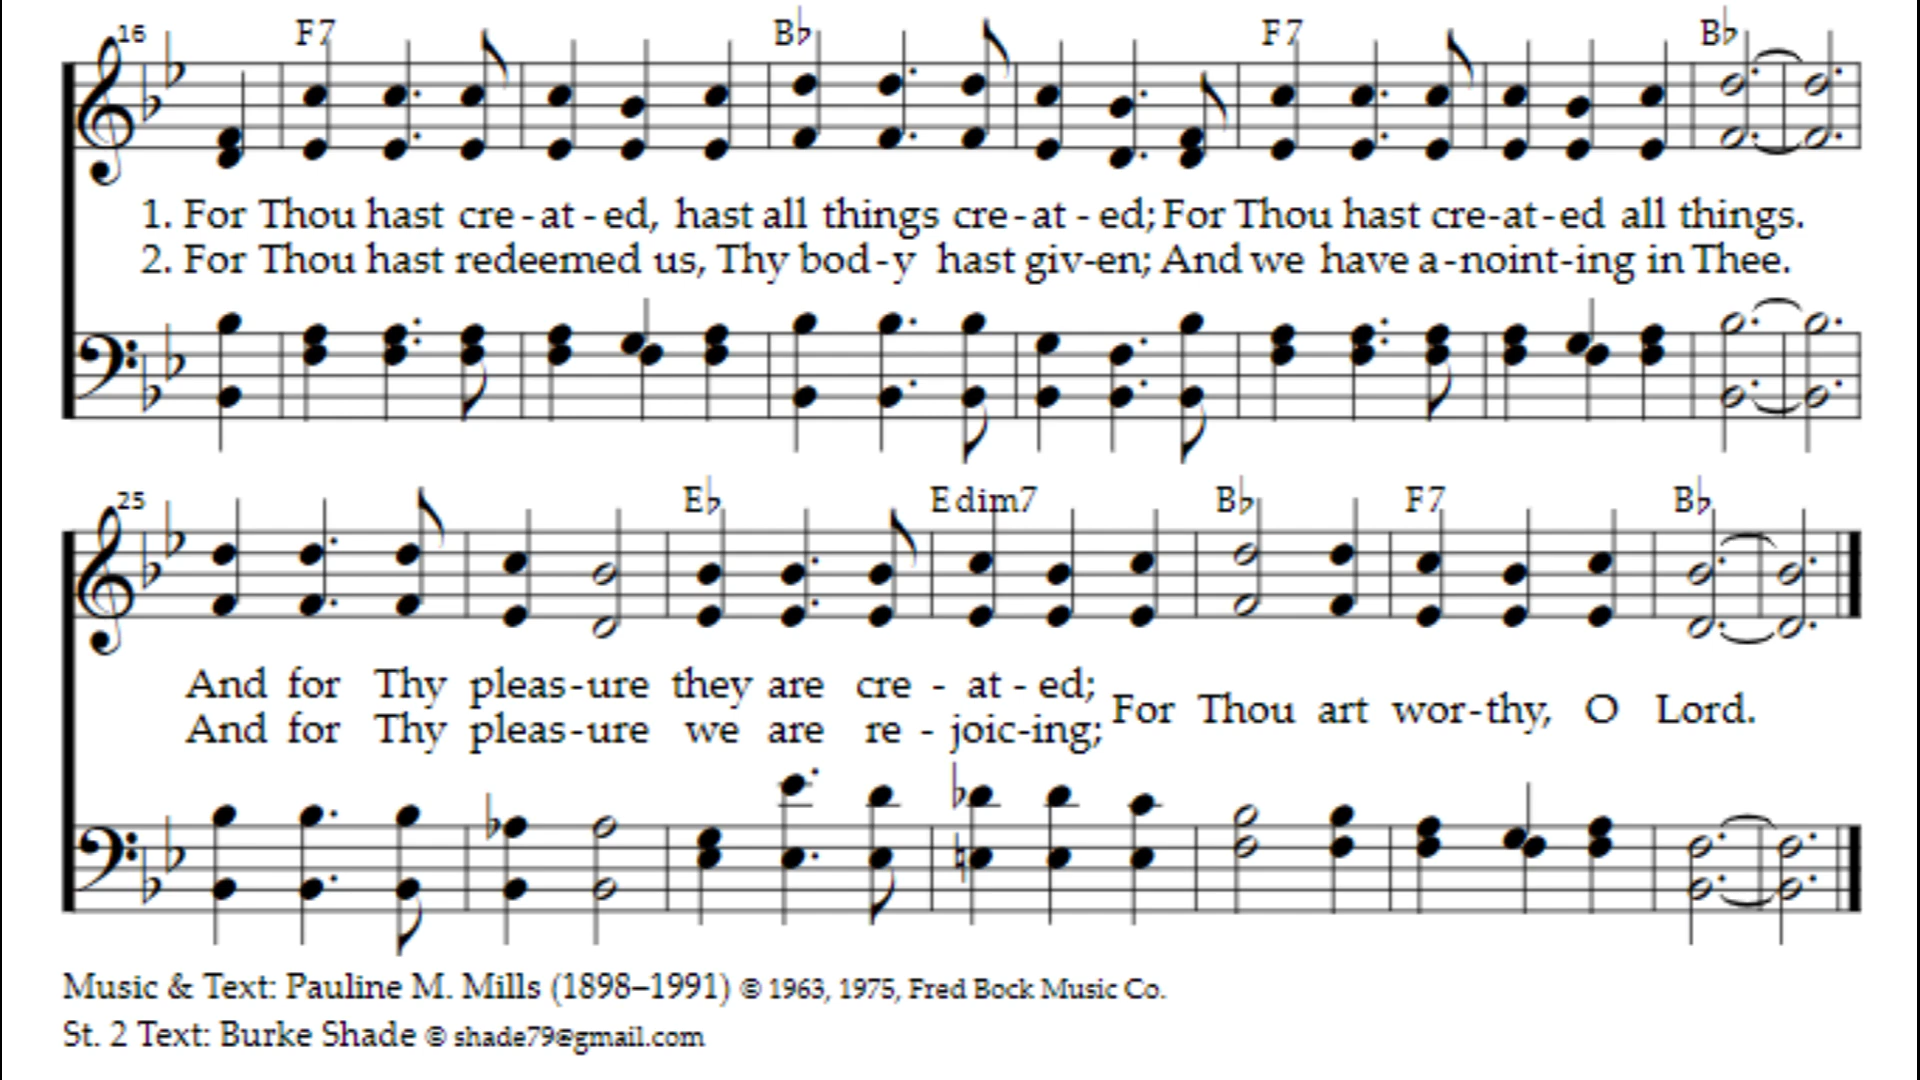 16 F7 B♭ F7 B♭
1. For Thou hast cre-at-ed, hast all things cre-at-ed; For Thou hast cre-at-ed all things.
2. For Thou hast redeemed us, Thy bod-y hast giv-en; And we have a-noint-ing in Thee.
25 E♭ E dim7 B♭ F7 B♭
And for Thy pleas-ure they are cre-at-ed;
And for Thy pleas-ure we are re-joic-ing;
For Thou art wor-thy, O Lord.
Music & Text: Pauline M. Mills (1898–1991) © 1963, 1975, Fred Bock Music Co.
St. 2 Text: Burke Shade © shade79@gmail.com